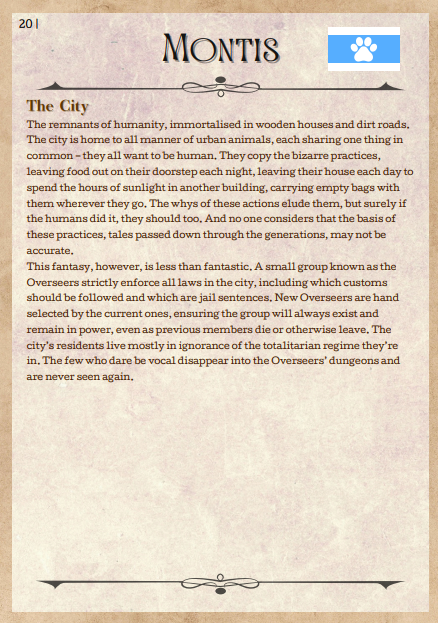 20 |
Montis
The City
The remnants of humanity, immortalised in wooden houses and dirt roads.
The city is home to all manner of urban animals, each sharing one thing in
common – they all want to be human. They copy the bizarre practices,
leaving food out on their doorstep each night, leaving their house each day to
spend the hours of sunlight in another building, carrying empty bags with
them wherever they go. The whys of these actions elude them, but surely if
the humans did it, they should too. And no one considers that the basis of
these practices, tales passed down through the generations, may not be
accurate.
This fantasy, however, is less than fantastic. A small group known as the
Overseers strictly enforce all laws in the city, including which customs
should be followed and which are jail sentences. New Overseers are hand
selected by the current ones, ensuring the group will always exist and
remain in power, even as previous members die or otherwise leave. The
city's residents live mostly in ignorance of the totalitarian regime they're
in. The few who dare be vocal disappear into the Overseers' dungeons and
are never seen again.